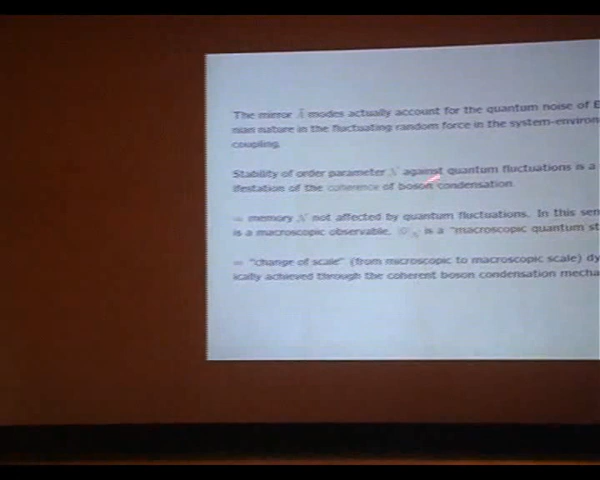 The mirror Ã modes actually account for the quantum noise of
nian nature in the fluctuating random force in the system-environ
coupling.
Stability of order parameter N against quantum fluctuations is a
ifestation of the coherence of boson condensation.
⇒ memory N not affected by quantum fluctuations. In this sen
is a macroscopic observable. is a "macroscopic quantum st
⇒ "change of scale" (from microscopic to macroscopic scale) dy
ically achieved through the coherent boson condensation mecha